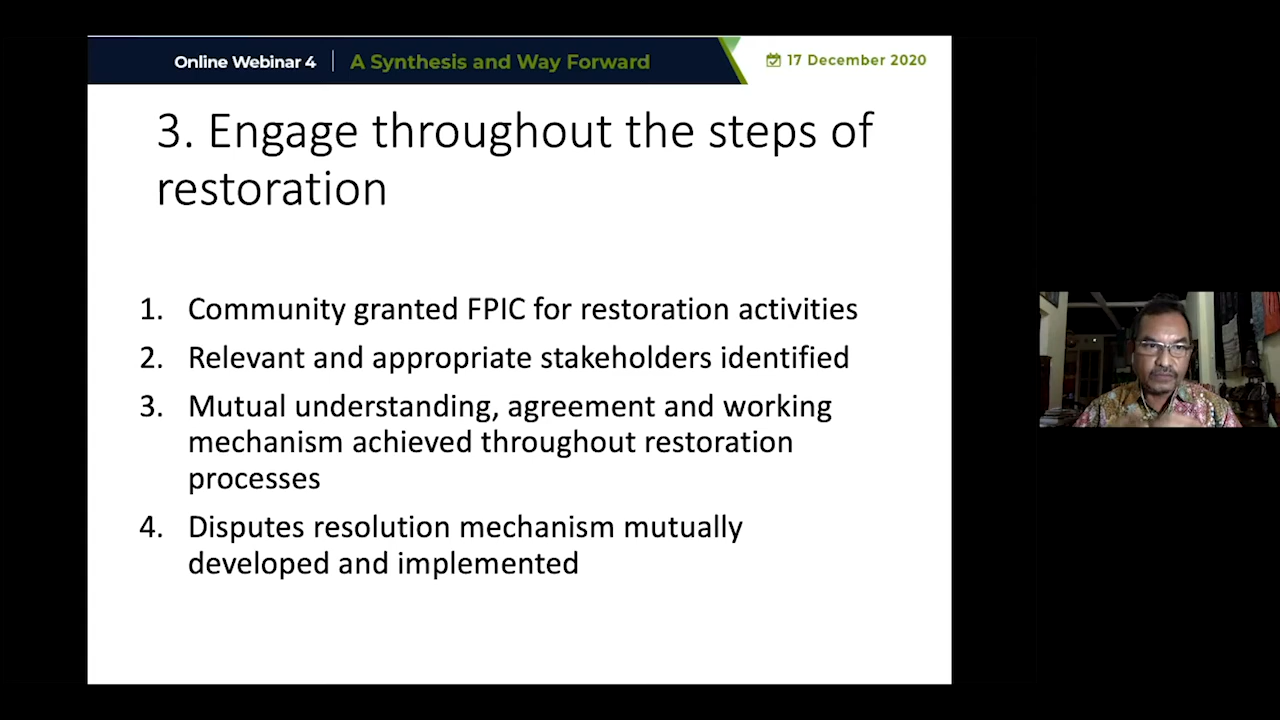 Online Webinar 4 | A Synthesis and Way Forward
17 December 2020
3. Engage throughout the steps of
restoration
1. Community granted FPIC for restoration activities
2. Relevant and appropriate stakeholders identified
3. Mutual understanding, agreement and working
mechanism achieved throughout restoration
processes
4. Disputes resolution mechanism mutually
developed and implemented